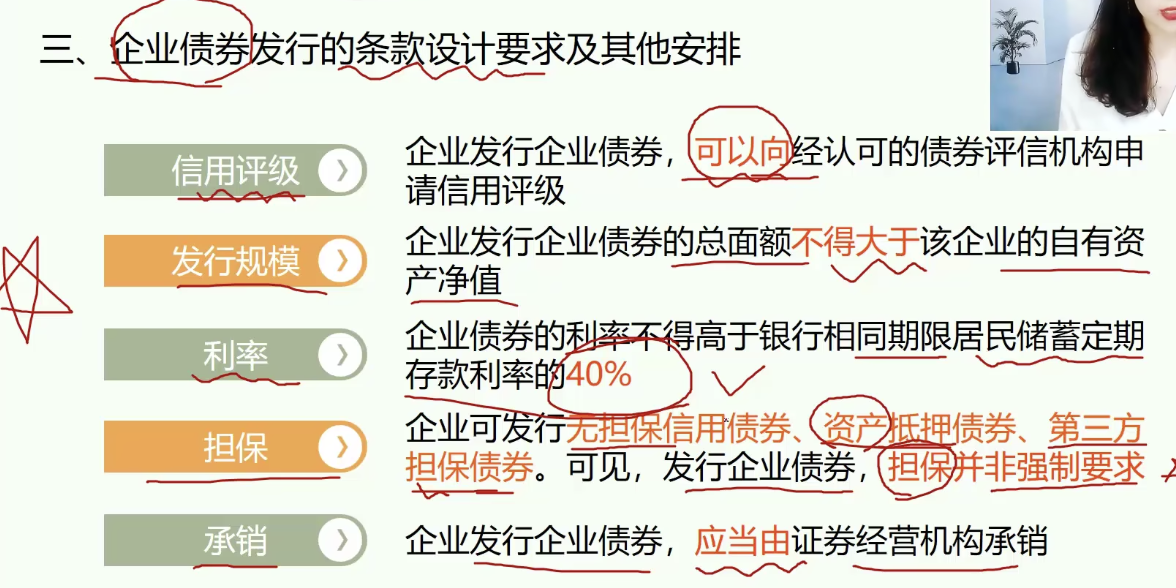 三、企业债券发行的条款设计要求及其他安排
信用评级
企业发行企业债券，可以向经认可的债券评信机构申
请信用评级
发行规模
企业发行企业债券的总面额不得大于该企业的自有资
产净值
利率
企业债券的利率不得高于银行相同期限居民储蓄定期
存款利率的40%
担保
企业可发行无担保信用债券、资产抵押债券、第三方
担保债券。可见，发行企业债券，担保并非强制要求
承销
企业发行企业债券，应当由证券经营机构承销